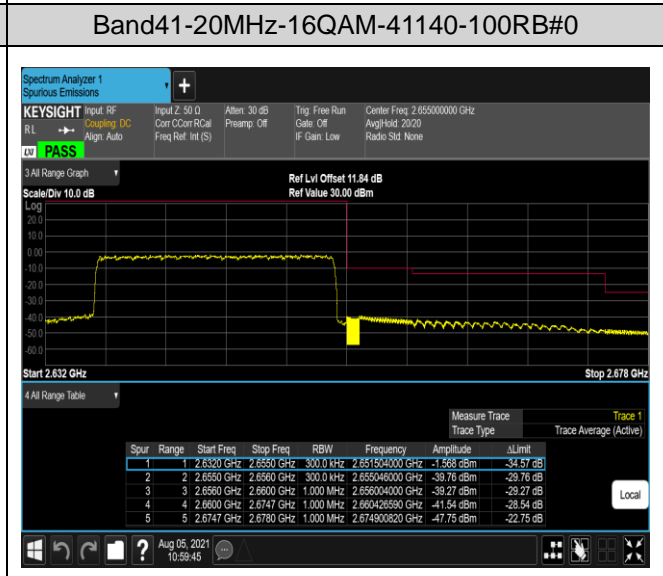 Band41-20MHz-16QAM-41140-100RB#0
Spectrum Analyzer 1
Spurious Emissions
+
KEYSIGHT Input: RF Input Z: 50 Ω Atten: 30 dB Trig: Free Run Center Freq: 2.655000000 GHz
RL Coupling: DC Corr CCorr RCal Preamp: Off Gate: Off Avg|Hold: 20/20
Align: Auto Freq Ref: Int (S) IF Gain: Low Radio Std: None
LXI PASS
3 All Range Graph
Ref Lvl Offset 11.84 dB
Scale/Div 10.0 dB Ref Value 30.00 dBm
Log
20.0
10.0
0.00
-10.0
-20.0
-30.0
-40.0
-50.0
-60.0
Start 2.632 GHz Stop 2.678 GHz
4 All Range Table
Measure Trace Trace 1
Trace Type Trace Average (Active)
Spur Range Start Freq Stop Freq RBW Frequency Amplitude ΔLimit
1 1 2.6320 GHz 2.6550 GHz 300.0 kHz 2.651504000 GHz -1.568 dBm -34.57 dB
2 2 2.6550 GHz 2.6560 GHz 300.0 kHz 2.655046000 GHz -39.76 dBm -29.76 dB
3 3 2.6560 GHz 2.6600 GHz 1.000 MHz 2.656004000 GHz -39.27 dBm -29.27 dB
4 4 2.6600 GHz 2.6747 GHz 1.000 MHz 2.660426590 GHz -41.54 dBm -28.54 dB
5 5 2.6747 GHz 2.6780 GHz 1.000 MHz 2.674900820 GHz -47.75 dBm -22.75 dB
Local
? Aug 05, 2021
10:59:45